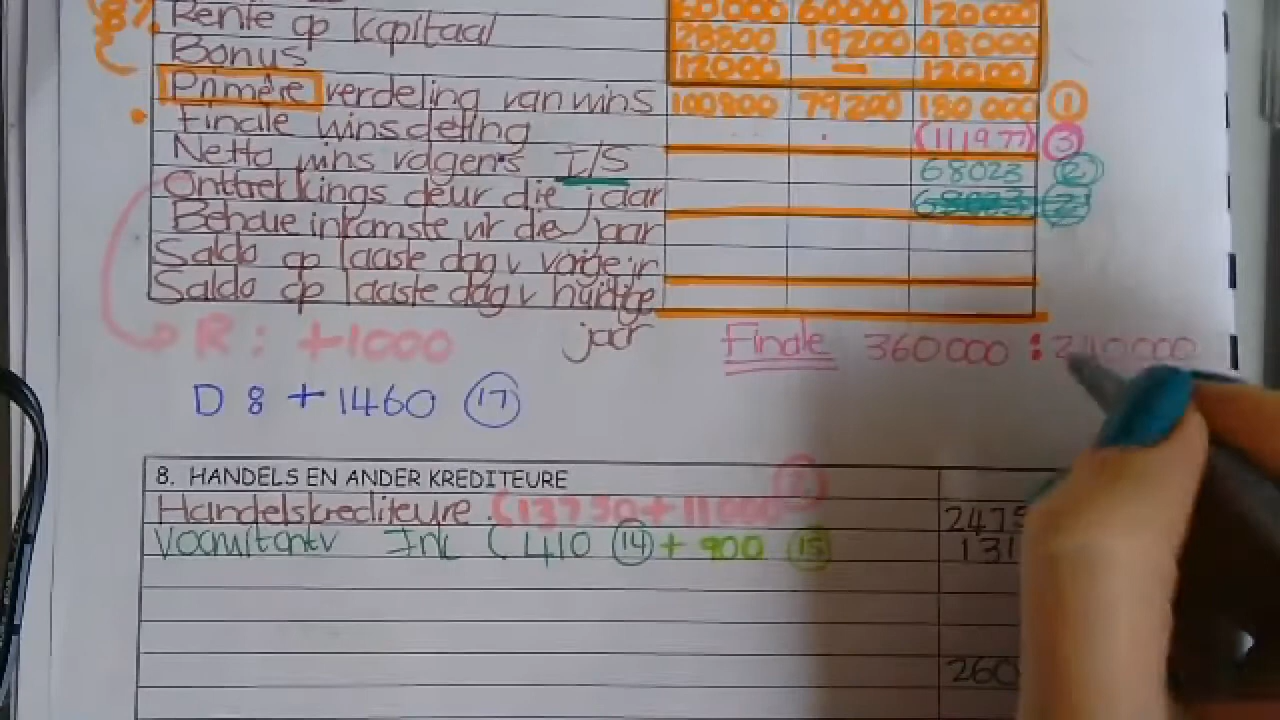 8% 60000 60000 120000
Rente op kapitaal 28800 19200 48000
Bonus 12000 — 12000
Primêre verdeling van wins 100800 79200 180000 ①
Finale winsdeling (111977) ③
Netto wins volgens I/S 68023 ②
Onttrekkings deur die jaar
Behoue inkomste vir die jaar
Saldo op laaste dag v vorige jr
Saldo op laaste dag v huidige
jaar
R: +1000
Finale 360000 : 240000
D 8 + 1460 ⑰
8. HANDELS EN ANDER KREDITEURE
Handelskrediteure (13750+11000 2475
Vooruitontv Ink (410 ⑭ + 900 ⑮ 131
260